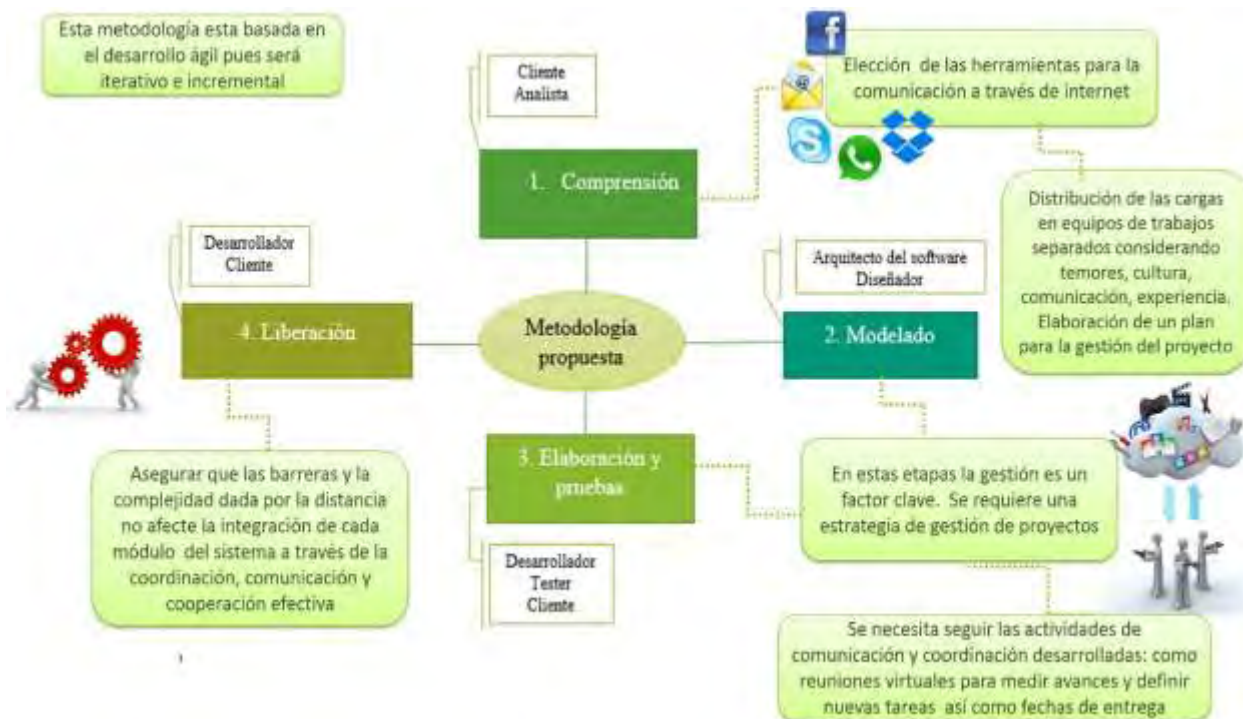 Esta metodología esta basada en
el desarrollo ágil pues será
iterativo e incremental
Cliente
Analista
Elección de las herramientas para la
comunicación a través de internet
1. Comprensión
Distribución de las cargas
en equipos de trabajos
separados considerando
temores, cultura,
comunicación, experiencia.
Elaboración de un plan
para la gestión del proyecto
Desarrollador
Cliente
4. Liberación
Metodología
propuesta
Arquitecto del software
Diseñador
2. Modelado
Asegurar que las barreras y la
complejidad dada por la distancia
no afecte la integración de cada
módulo del sistema a través de la
coordinación, comunicación y
cooperación efectiva
3. Elaboración y
pruebas
Desarrollador
Tester
Cliente
En estas etapas la gestión es un
factor clave. Se requiere una
estrategia de gestión de proyectos
Se necesita seguir las actividades de
comunicación y coordinación desarrolladas: como
reuniones virtuales para medir avances y definir
nuevas tareas así como fechas de entrega